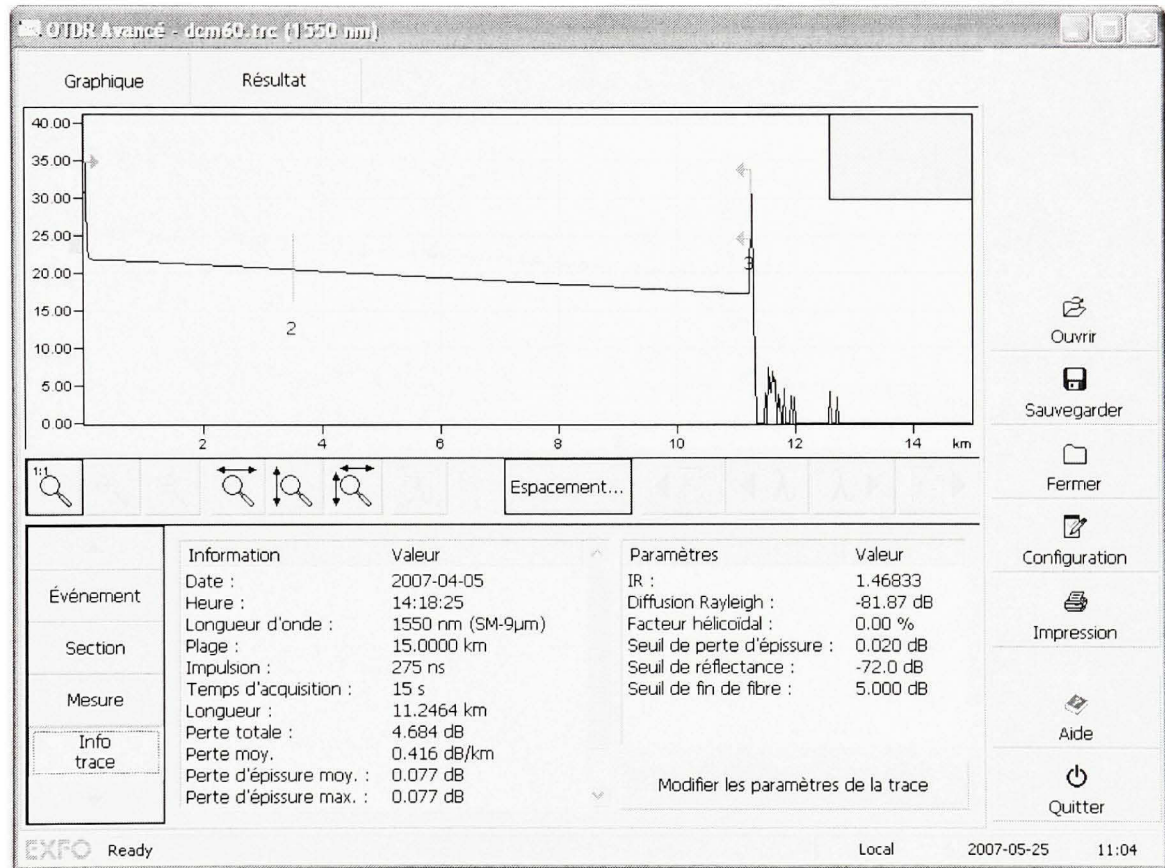 OTDR Avancé - dcm60.trc (1550 nm)
Graphique Résultat
40.00
35.00
30.00
25.00
20.00
15.00
10.00
5.00
0.00
2 4 6 8 10 12 14 km
2
3
1:1
Espacement...
Événement
Section
Mesure
Info
trace
Information Valeur
Date : 2007-04-05
Heure : 14:18:25
Longueur d'onde : 1550 nm (SM-9µm)
Plage : 15.0000 km
Impulsion : 275 ns
Temps d'acquisition : 15 s
Longueur : 11.2464 km
Perte totale : 4.684 dB
Perte moy. 0.416 dB/km
Perte d'épissure moy. : 0.077 dB
Perte d'épissure max. : 0.077 dB
Paramètres Valeur
IR : 1.46833
Diffusion Rayleigh : -81.87 dB
Facteur hélicoïdal : 0.00 %
Seuil de perte d'épissure : 0.020 dB
Seuil de réflectance : -72.0 dB
Seuil de fin de fibre : 5.000 dB
Modifier les paramètres de la trace
Ouvrir
Sauvegarder
Fermer
Configuration
Impression
Aide
Quitter
EXFO Ready Local 2007-05-25 11:04